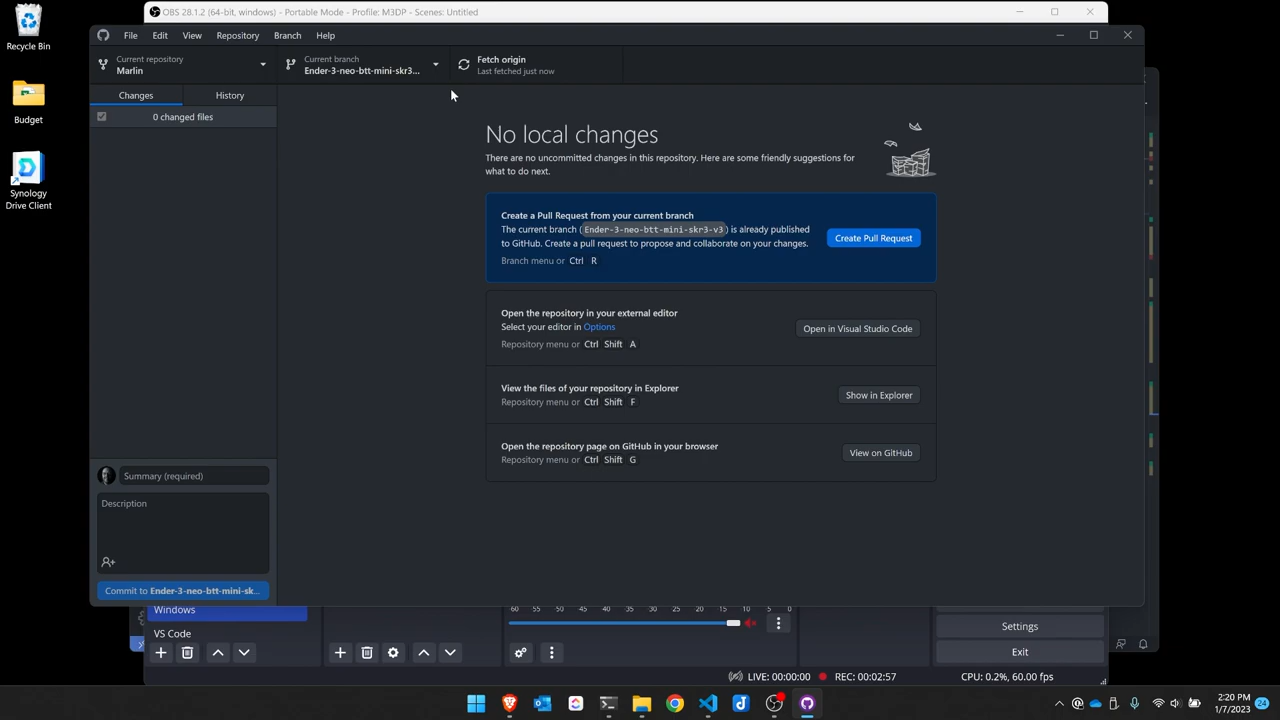 Recycle Bin
Budget
Synology
Drive Client
OBS 28.1.2 (64-bit, windows) - Portable Mode - Profile: M3DP - Scenes: Untitled
File Edit View Repository Branch Help
Current repository
Marlin
Current branch
Ender-3-neo-btt-mini-skr3...
Fetch origin
Last fetched just now
Changes
History
0 changed files
No local changes
There are no uncommitted changes in this repository. Here are some friendly suggestions for
what to do next.
Create a Pull Request from your current branch
The current branch (Ender-3-neo-btt-mini-skr3-v3) is already published
to GitHub. Create a pull request to propose and collaborate on your changes.
Branch menu or Ctrl R
Create Pull Request
Open the repository in your external editor
Select your editor in Options
Repository menu or Ctrl Shift A
Open in Visual Studio Code
View the files of your repository in Explorer
Repository menu or Ctrl Shift F
Show in Explorer
Open the repository page on GitHub in your browser
Repository menu or Ctrl Shift G
View on GitHub
Summary (required)
Description
Commit to Ender-3-neo-btt-mini-sk...
Windows
VS Code
60 55 50 45 40 35 30 25 20 15 10 5 0
Settings
Exit
LIVE: 00:00:00
REC: 00:02:57
CPU: 0.2%, 60.00 fps
2:20 PM
1/7/2023
24